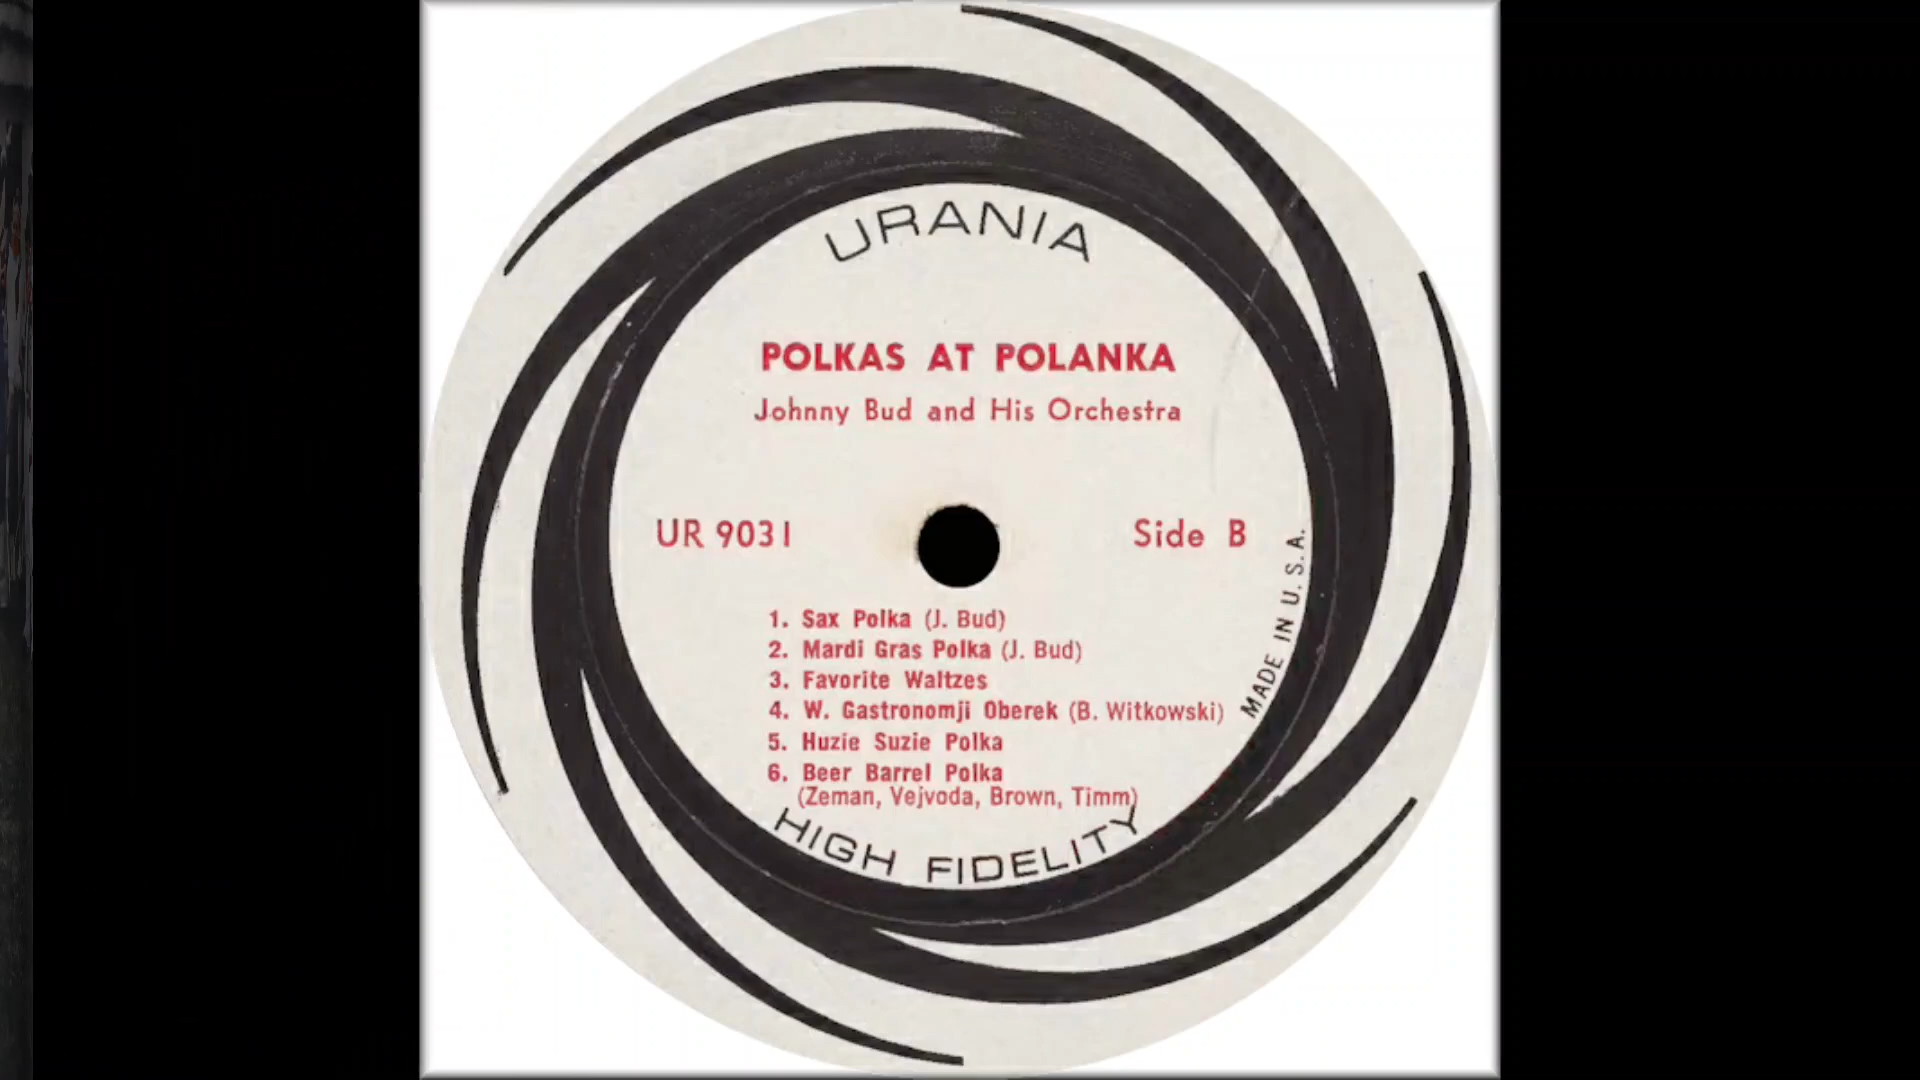 URANIA
POLKAS AT POLANKA
Johnny Bud and His Orchestra
UR 9031
Side B
MADE IN U.S.A.
1. Sax Polka (J. Bud)
2. Mardi Gras Polka (J. Bud)
3. Favorite Waltzes
4. W. Gastronomji Oberek (B. Witkowski)
5. Huzie Suzie Polka
6. Beer Barrel Polka
(Zeman, Vejvoda, Brown, Timm)
HIGH FIDELITY